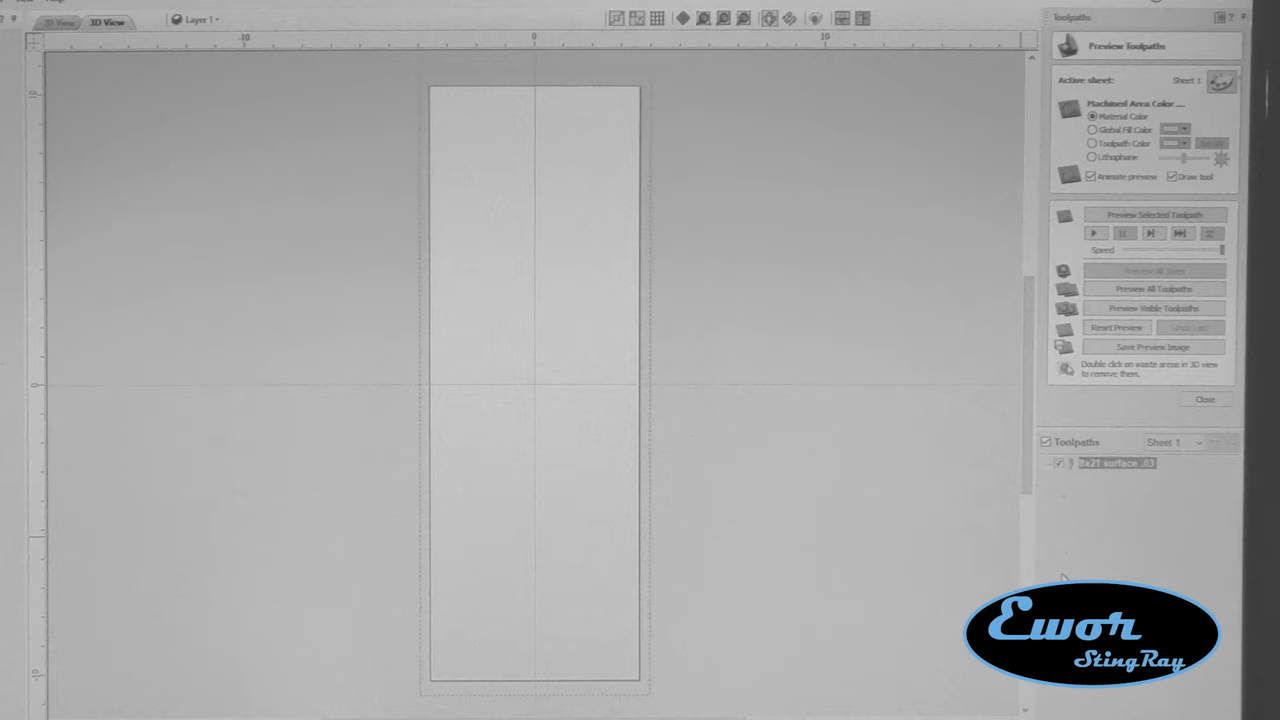 3D View
Layer 1
Toolpaths
-10
0
10
Preview Toolpaths
Active sheet: Sheet 1
Machined Area Color ....
Material Color
Global Fill Color
Toolpath Color
Lithophane
Animate preview
Draw tool
Preview Selected Toolpath
Speed
Preview All Toolpaths
Preview Visible Toolpaths
Reset Preview
Save Preview Image
Double click on waste areas in 3D view
to remove them.
Close
Toolpaths Sheet 1
10
0
-10
Ewor
StingRay